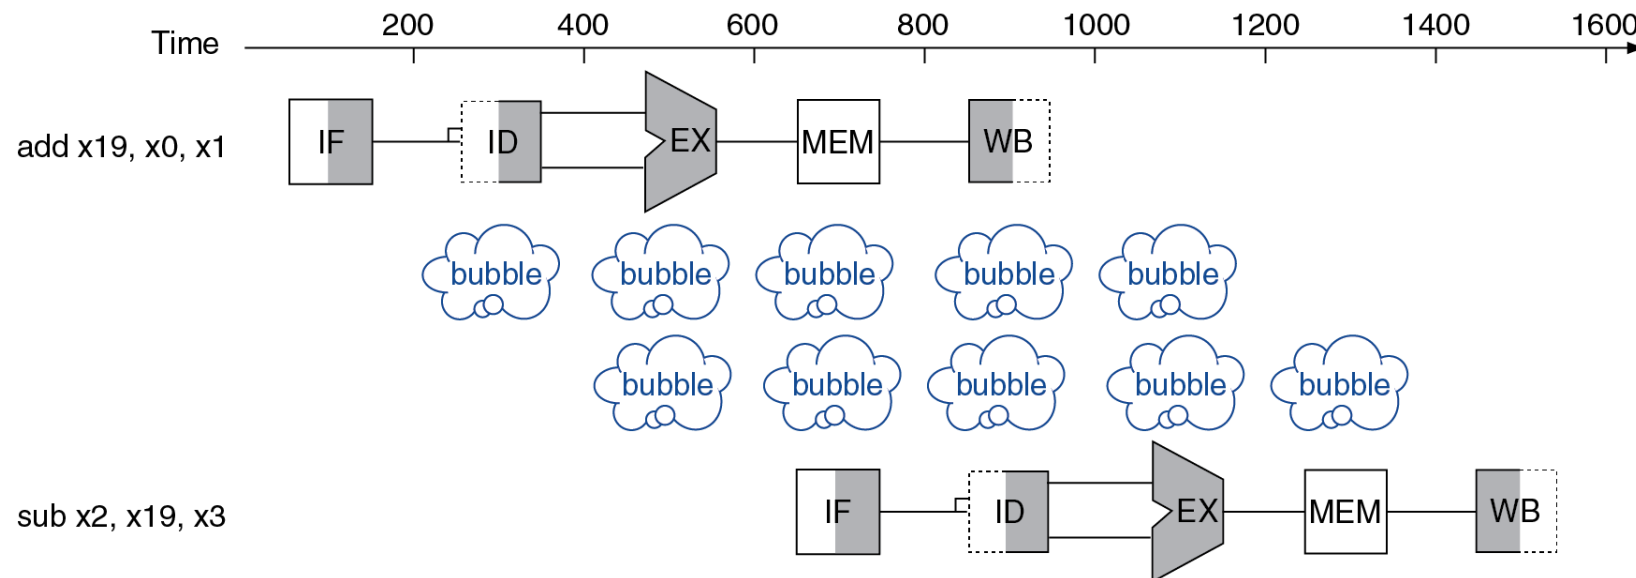 Time 200 400 600 800 1000 1200 1400 1600
add x19, x0, x1 IF ID EX MEM WB
bubble bubble bubble bubble bubble
bubble bubble bubble bubble bubble
sub x2, x19, x3 IF ID EX MEM WB